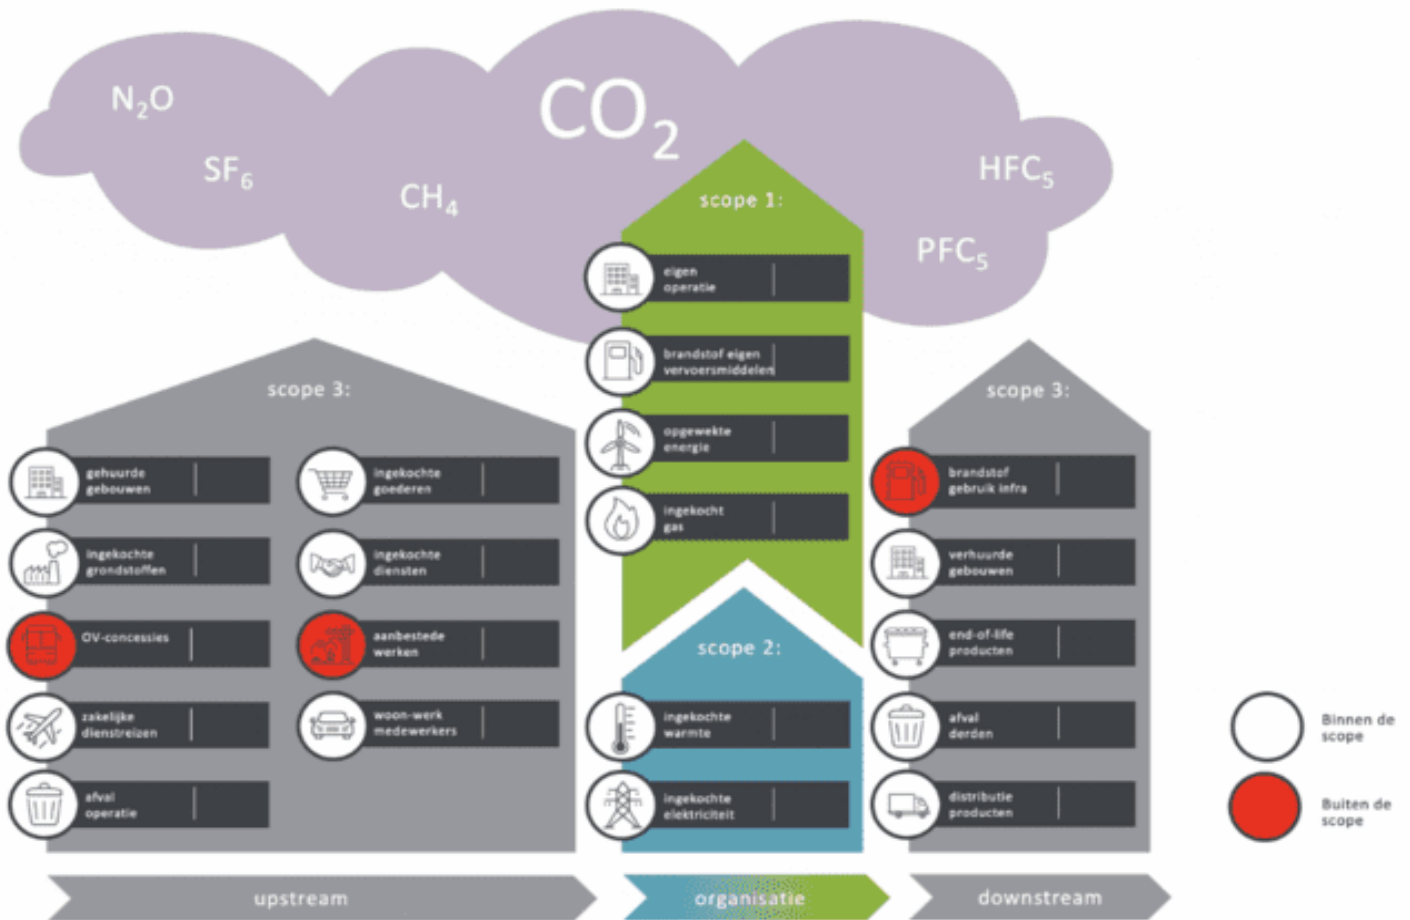 N2O
SF6
CH4
CO2
HFC5
PFC5
scope 1:
eigen
operatie
brandstof eigen
vervoersmiddelen
opgewekte
energie
ingekocht
gas
scope 2:
ingekochte
warmte
ingekochte
elektriciteit
scope 3:
gehuurde
gebouwen
ingekochte
grondstoffen
OV-concessies
zakelijke
dienstreizen
afval
operatie
ingekochte
goederen
ingekochte
diensten
aanbestede
werken
woon-werk
medewerkers
scope 3:
brandstof
gebruik infra
verhuurde
gebouwen
end-of-life
producten
afval
derden
distributie
producten
Binnen de
scope
Buiten de
scope
upstream
organisatie
downstream